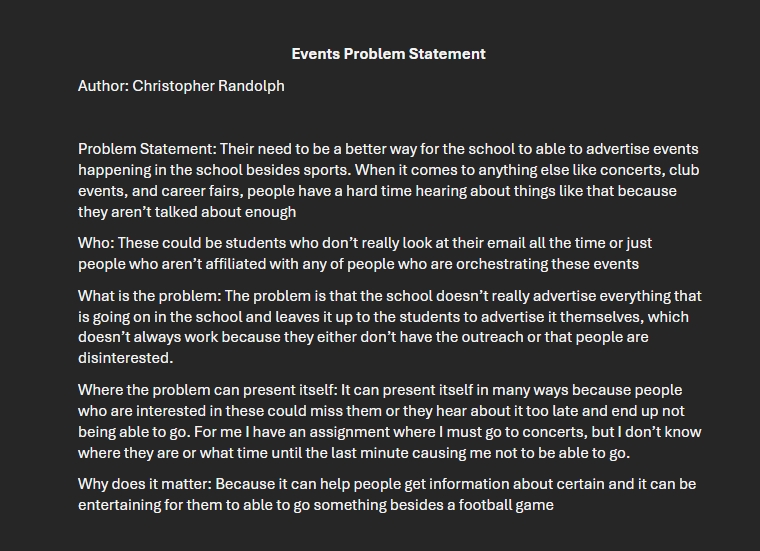 Events Problem Statement
Author: Christopher Randolph
Problem Statement: Their need to be a better way for the school to able to advertise events
happening in the school besides sports. When it comes to anything else like concerts, club
events, and career fairs, people have a hard time hearing about things like that because
they aren’t talked about enough
Who: These could be students who don’t really look at their email all the time or just
people who aren’t affiliated with any of people who are orchestrating these events
What is the problem: The problem is that the school doesn’t really advertise everything that
is going on in the school and leaves it up to the students to advertise it themselves, which
doesn’t always work because they either don’t have the outreach or that people are
disinterested.
Where the problem can present itself: It can present itself in many ways because people
who are interested in these could miss them or they hear about it too late and end up not
being able to go. For me I have an assignment where I must go to concerts, but I don’t know
where they are or what time until the last minute causing me not to be able to go.
Why does it matter: Because it can help people get information about certain and it can be
entertaining for them to able to go something besides a football game